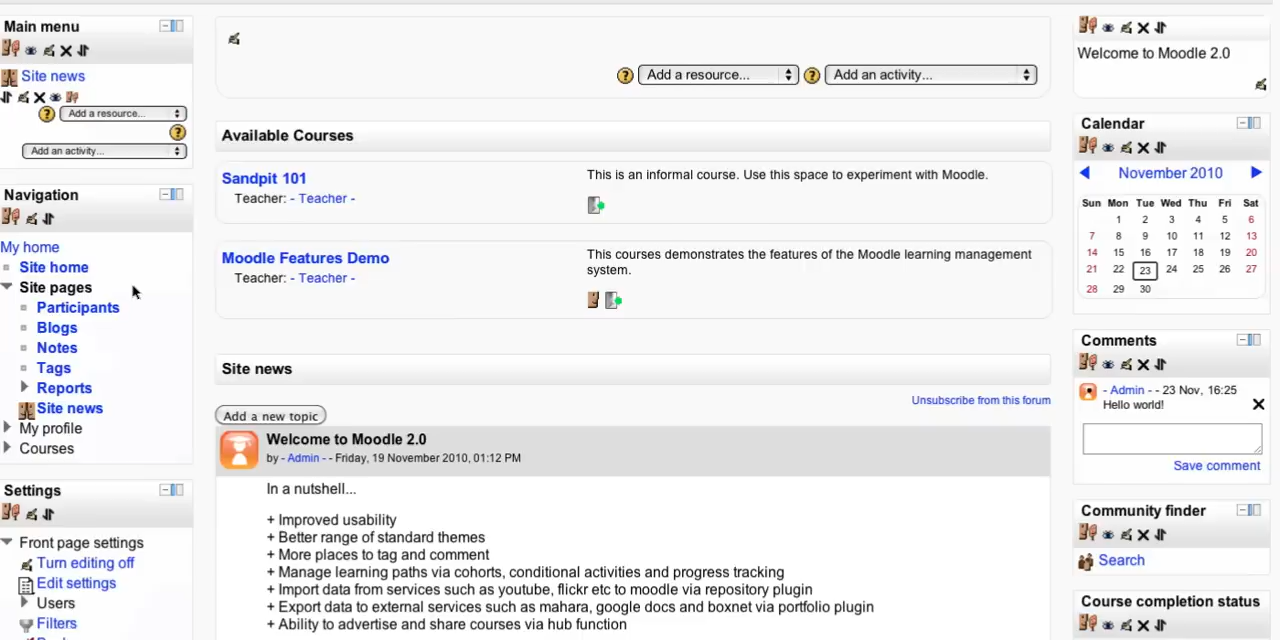 Main menu
Site news
Add a resource...
Add an activity...
Navigation
My home
Site home
Site pages
Participants
Blogs
Notes
Tags
Reports
Site news
My profile
Courses
Settings
Front page settings
Turn editing off
Edit settings
Users
Filters
Add a resource... Add an activity...
Available Courses
Sandpit 101
Teacher: - Teacher -
This is an informal course. Use this space to experiment with Moodle.
Moodle Features Demo
Teacher: - Teacher -
This courses demonstrates the features of the Moodle learning management
system.
Site news
Unsubscribe from this forum
Add a new topic
Welcome to Moodle 2.0
by - Admin - - Friday, 19 November 2010, 01:12 PM
In a nutshell...
+ Improved usability
+ Better range of standard themes
+ More places to tag and comment
+ Manage learning paths via cohorts, conditional activities and progress tracking
+ Import data from services such as youtube, flickr etc to moodle via repository plugin
+ Export data to external services such as mahara, google docs and boxnet via portfolio plugin
+ Ability to advertise and share courses via hub function
Welcome to Moodle 2.0
Calendar
November 2010
Sun Mon Tue Wed Thu Fri Sat
1 2 3 4 5 6
7 8 9 10 11 12 13
14 15 16 17 18 19 20
21 22 23 24 25 26 27
28 29 30
Comments
- Admin - - 23 Nov, 16:25
Hello world!
Save comment
Community finder
Search
Course completion status